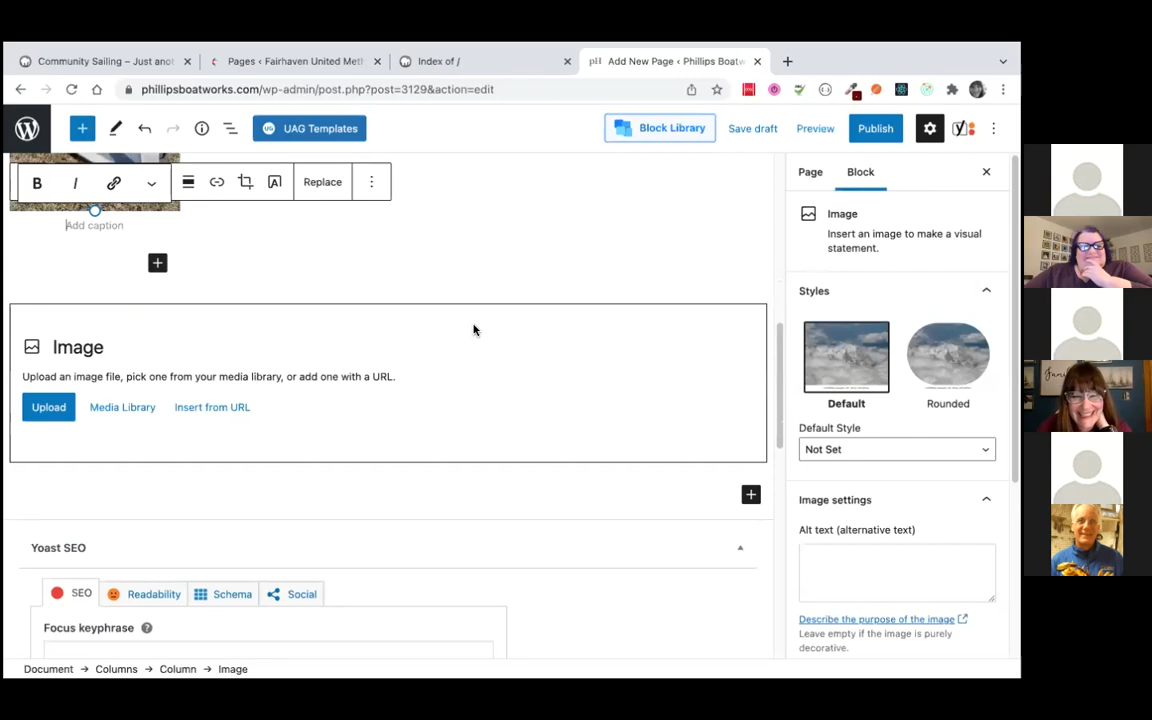 Community Sailing – Just anot
Pages ‹ Fairhaven United Meth
Index of /
pH Add New Page ‹ Phillips Boatw
phillipsboatworks.com/wp-admin/post.php?post=3129&action=edit
UG UAG Templates
Block Library
Save draft
Preview
Publish
B I A Replace
Add caption
Image
Upload an image file, pick one from your media library, or add one with a URL.
Upload Media Library Insert from URL
Yoast SEO
SEO Readability Schema Social
Focus keyphrase ?
Document → Columns → Column → Image
Page Block
Image
Insert an image to make a visual
statement.
Styles
Default Rounded
Default Style
Not Set
Image settings
Alt text (alternative text)
Describe the purpose of the image
Leave empty if the image is purely
decorative.